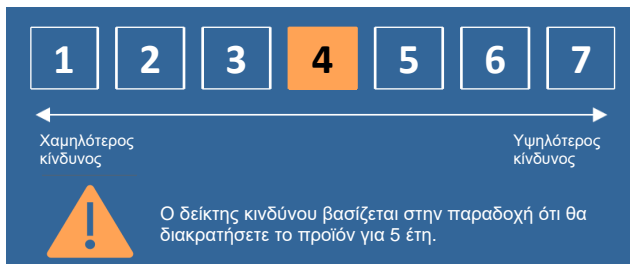 1 2 3 4 5 6 7
Χαμηλότερος κίνδυνος
Υψηλότερος κίνδυνος
Ο δείκτης κινδύνου βασίζεται στην παραδοχή ότι θα
διακρατήσετε το προϊόν για 5 έτη.